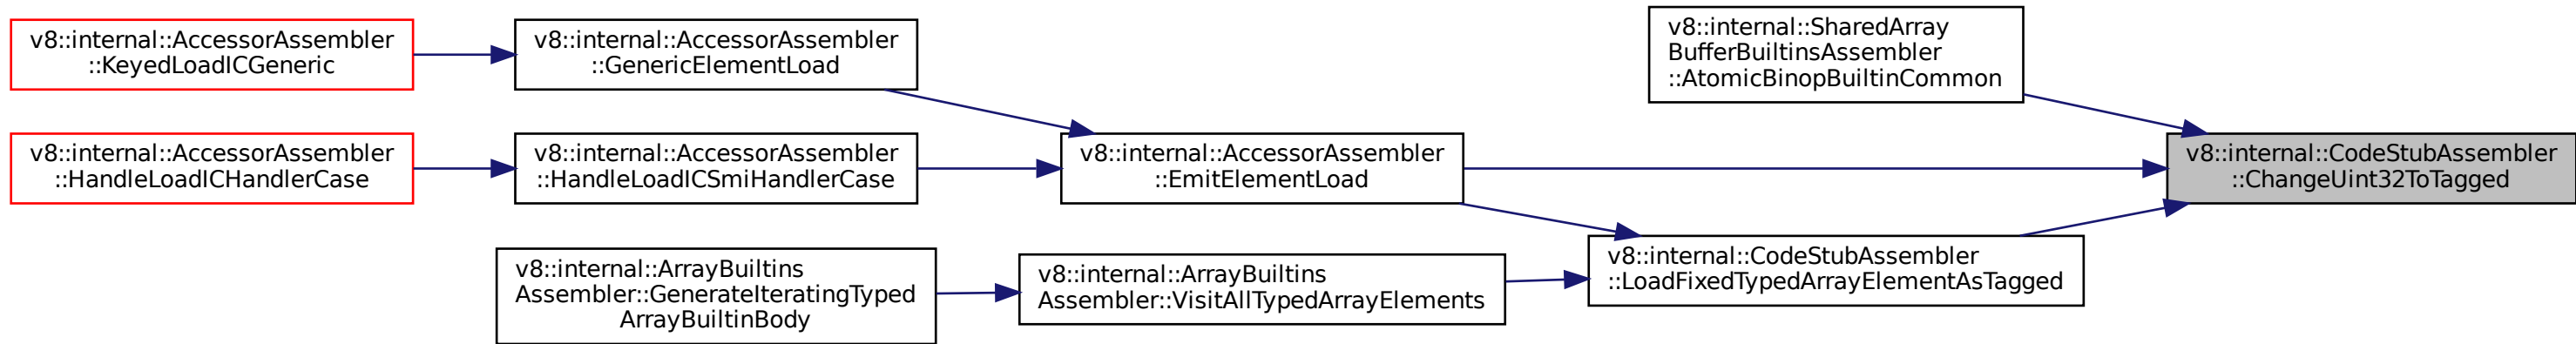 v8::internal::AccessorAssembler
::KeyedLoadICGeneric
v8::internal::AccessorAssembler
::GenericElementLoad
v8::internal::SharedArray
BufferBuiltinsAssembler
::AtomicBinopBuiltinCommon
v8::internal::AccessorAssembler
::HandleLoadICHandlerCase
v8::internal::AccessorAssembler
::HandleLoadICSmiHandlerCase
v8::internal::AccessorAssembler
::EmitElementLoad
v8::internal::CodeStubAssembler
::ChangeUint32ToTagged
v8::internal::ArrayBuiltins
Assembler::GenerateIteratingTyped
ArrayBuiltinBody
v8::internal::ArrayBuiltins
Assembler::VisitAllTypedArrayElements
v8::internal::CodeStubAssembler
::LoadFixedTypedArrayElementAsTagged